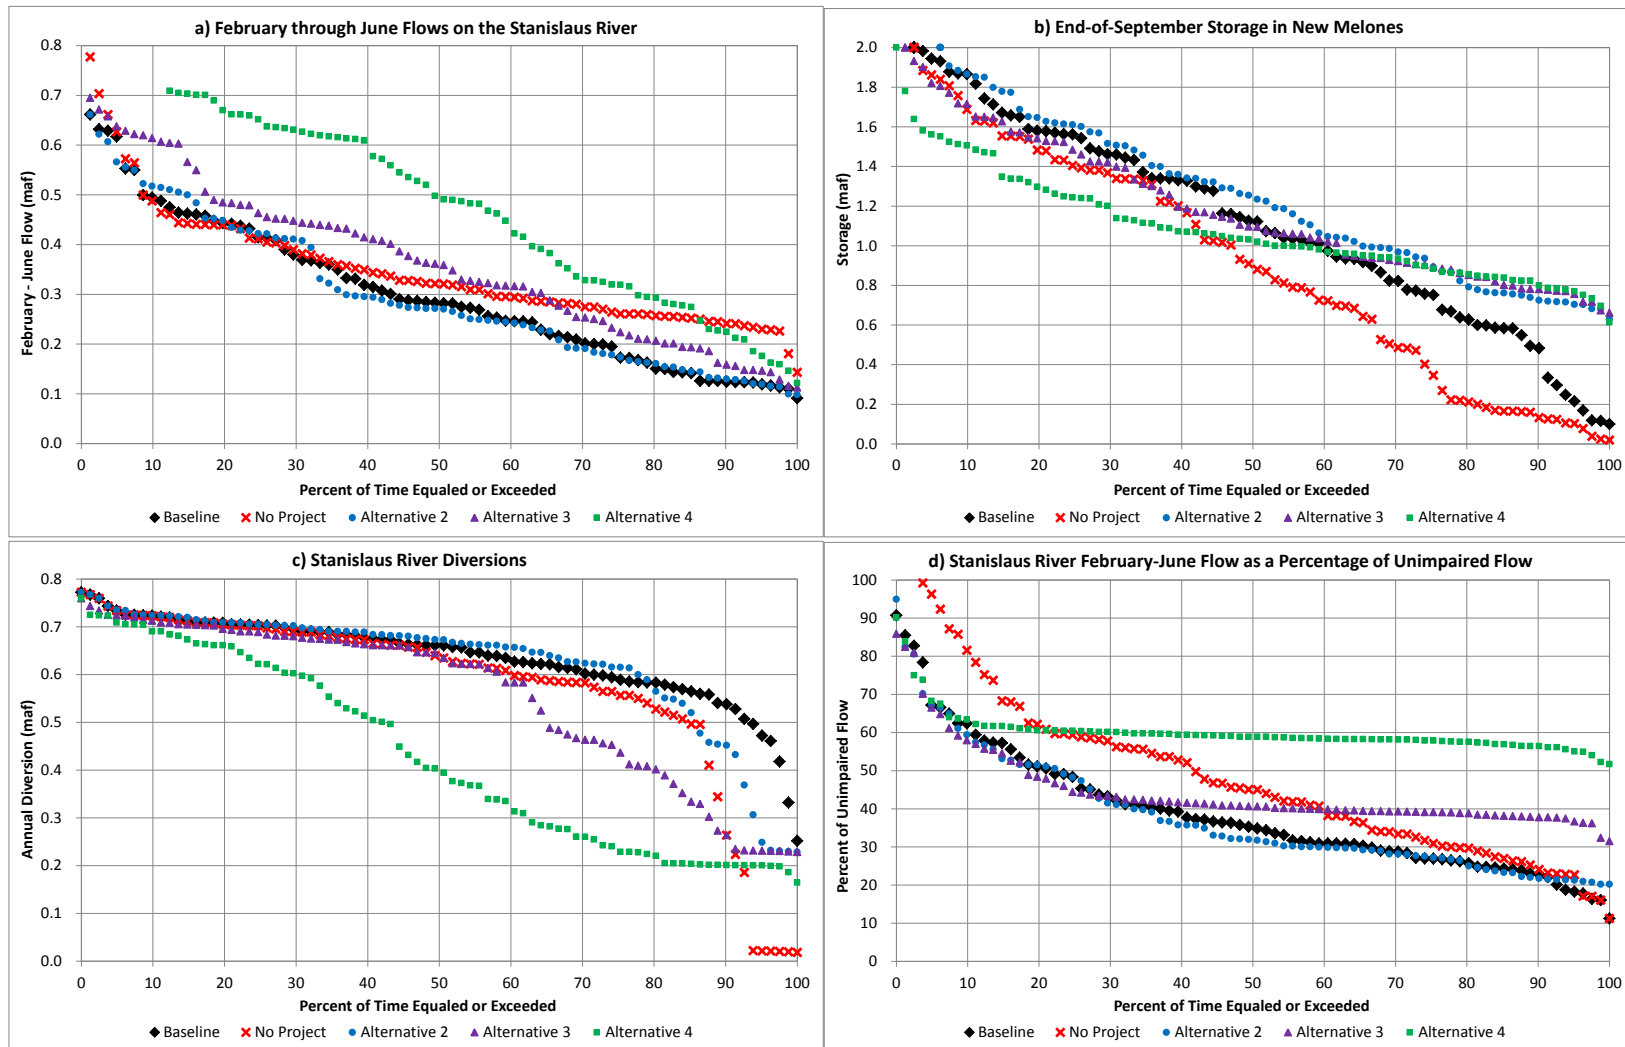 a) February through June Flows on the Stanislaus River
0.8
0.7
0.6
0.5
0.4
0.3
0.2
0.1
0.0
February - June Flow (maf)
0 10 20 30 40 50 60 70 80 90 100
Percent of Time Equaled or Exceeded
Baseline No Project Alternative 2 Alternative 3 Alternative 4
b) End-of-September Storage in New Melones
2.0
1.8
1.6
1.4
1.2
1.0
0.8
0.6
0.4
0.2
0.0
Storage (maf)
0 10 20 30 40 50 60 70 80 90 100
Percent of Time Equaled or Exceeded
Baseline No Project Alternative 2 Alternative 3 Alternative 4
c) Stanislaus River Diversions
0.8
0.7
0.6
0.5
0.4
0.3
0.2
0.1
0.0
Annual Diversion (maf)
0 10 20 30 40 50 60 70 80 90 100
Percent of Time Equaled or Exceeded
Baseline No Project Alternative 2 Alternative 3 Alternative 4
d) Stanislaus River February-June Flow as a Percentage of Unimpaired Flow
100
90
80
70
60
50
40
30
20
10
0
Percent of Unimpaired Flow
0 10 20 30 40 50 60 70 80 90 100
Percent of Time Equaled or Exceeded
Baseline No Project Alternative 2 Alternative 3 Alternative 4